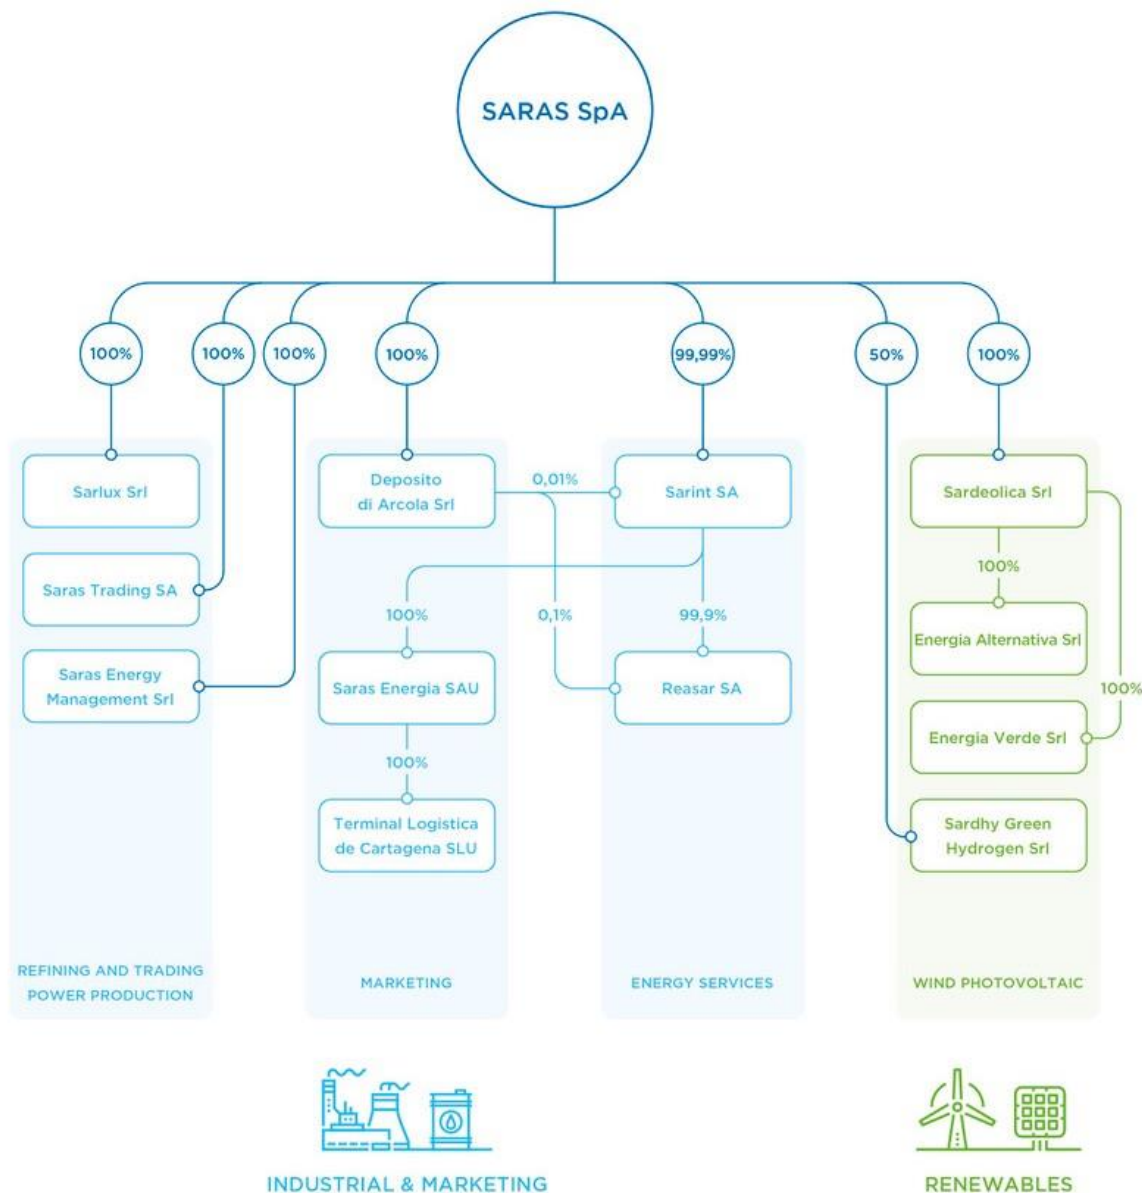 SARAS SpA
100%
100%
100%
100%
99,99%
50%
100%
Sarlux Srl
Deposito
di Arcola Srl
0,01%
Sarint SA
Sardeolica Srl
100%
Saras Trading SA
100%
0,1%
99,9%
Energia Alternativa Srl
Saras Energy
Management Srl
Saras Energia SAU
Reasar SA
100%
Energia Verde Srl
100%
Terminal Logistica
de Cartagena SLU
Sardhy Green
Hydrogen Srl
REFINING AND TRADING
POWER PRODUCTION
MARKETING
ENERGY SERVICES
WIND PHOTOVOLTAIC
INDUSTRIAL & MARKETING
RENEWABLES